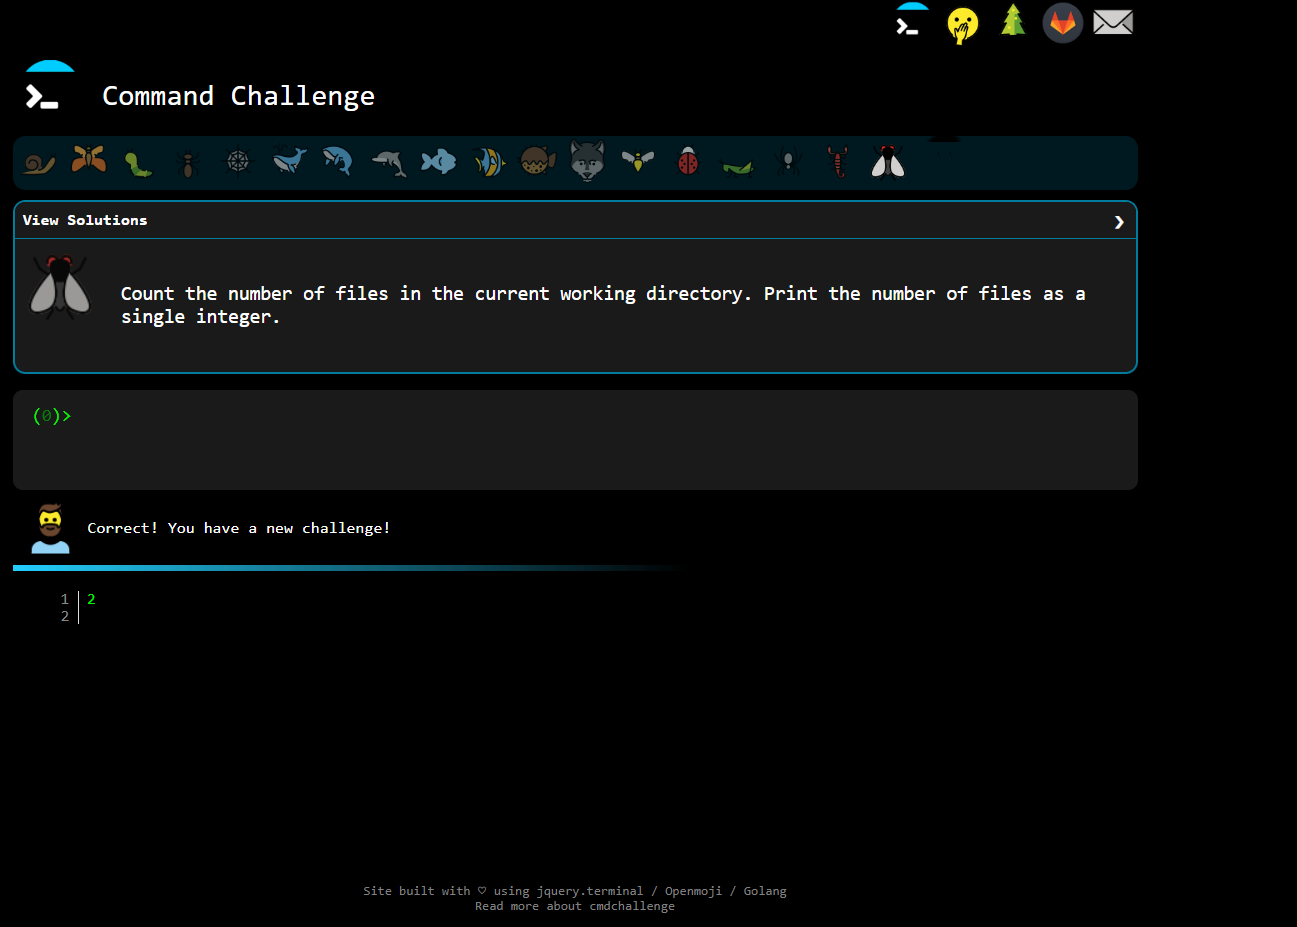 Command Challenge
View Solutions
Count the number of files in the current working directory. Print the number of files as a
single integer.
(0)>
Correct! You have a new challenge!
1 2
2
Site built with ♡ using jquery.terminal / Openmoji / Golang
Read more about cmdchallenge